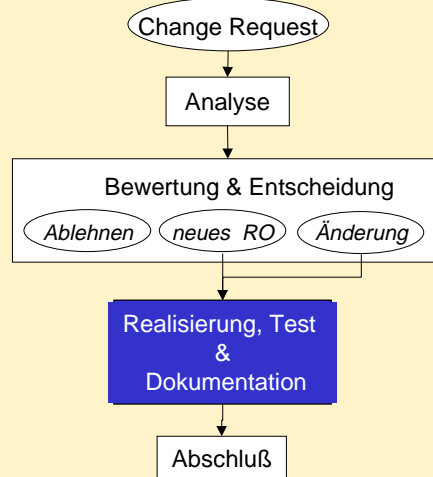 Change Request
Analyse
Bewertung & Entscheidung
Ablehnen
neues RO
Änderung
Realisierung, Test
&
Dokumentation
Abschluß